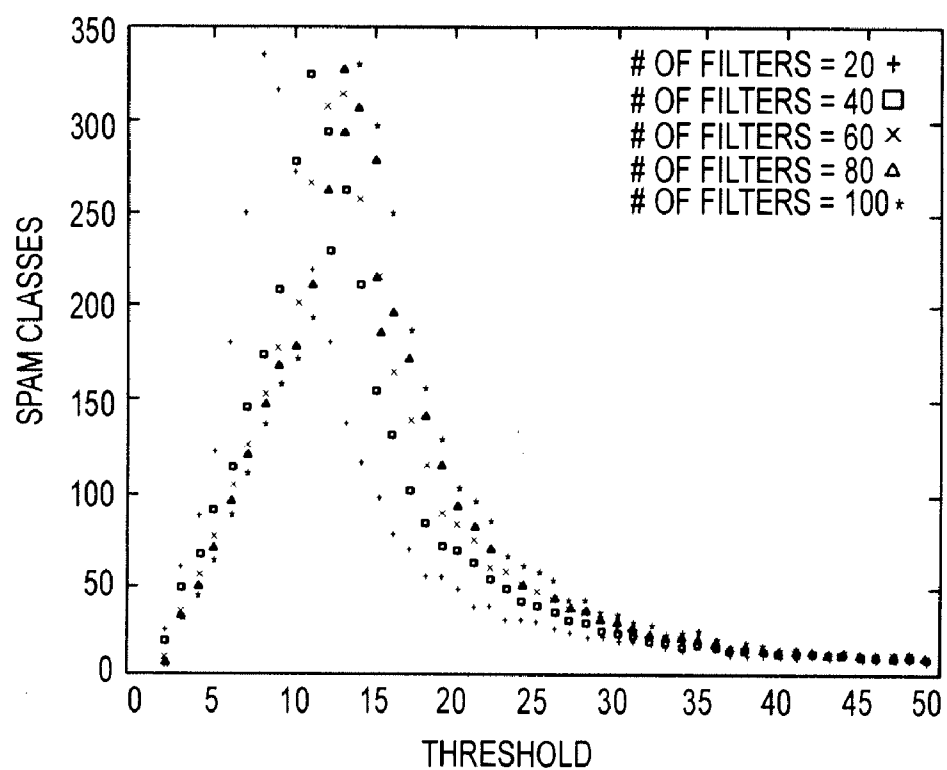 350
300
250
200
150
100
50
0
SPAM CLASSES
# OF FILTERS = 20 +
# OF FILTERS = 40 □
# OF FILTERS = 60 ×
# OF FILTERS = 80 △
# OF FILTERS = 100 *
0 5 10 15 20 25 30 35 40 45 50
THRESHOLD